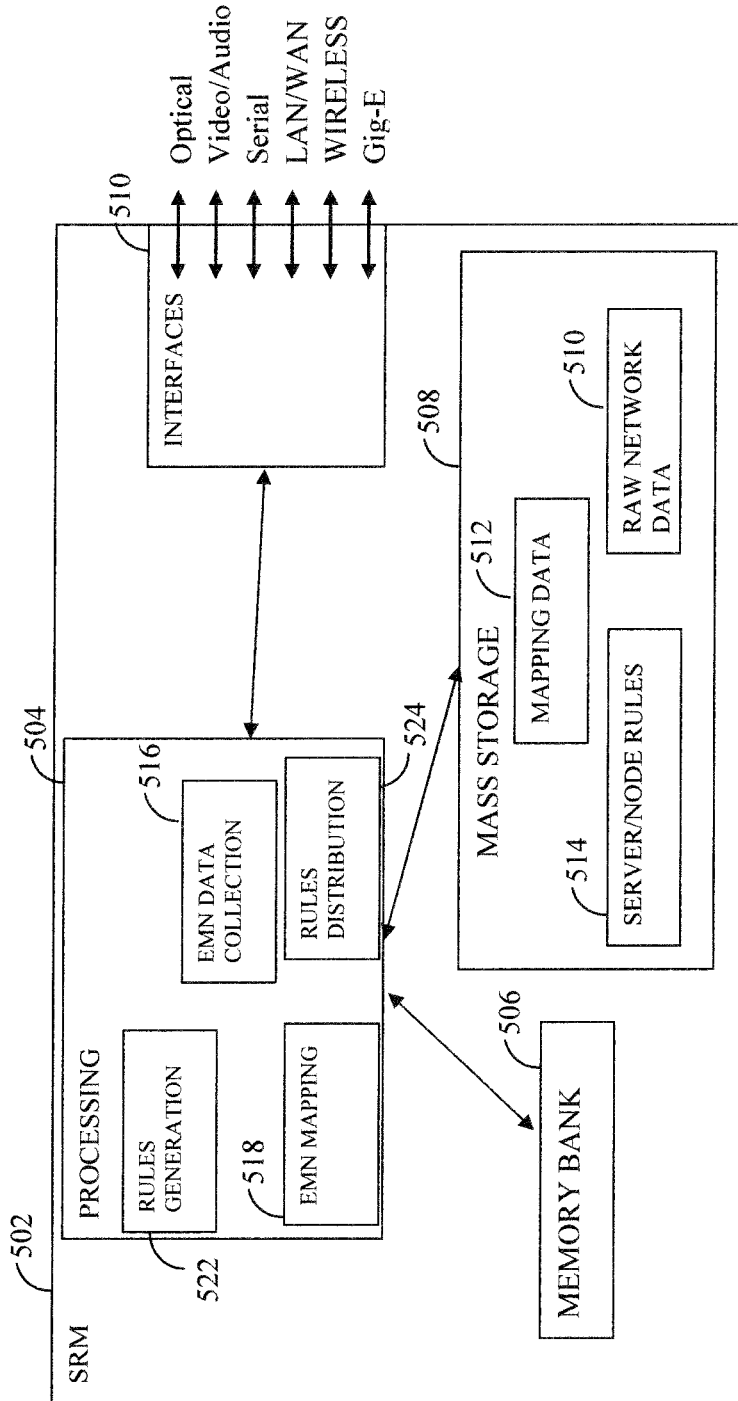 502
SRM
504
PROCESSING
RULES
GENERATION
522
516
EMN DATA
COLLECTION
518
EMN MAPPING
RULES
DISTRIBUTION
524
510
INTERFACES
Optical
Video/Audio
Serial
LAN/WAN
WIRELESS
Gig-E
506
MEMORY BANK
508
MASS STORAGE
512
MAPPING DATA
514
SERVER/NODE RULES
510
RAW NETWORK
DATA